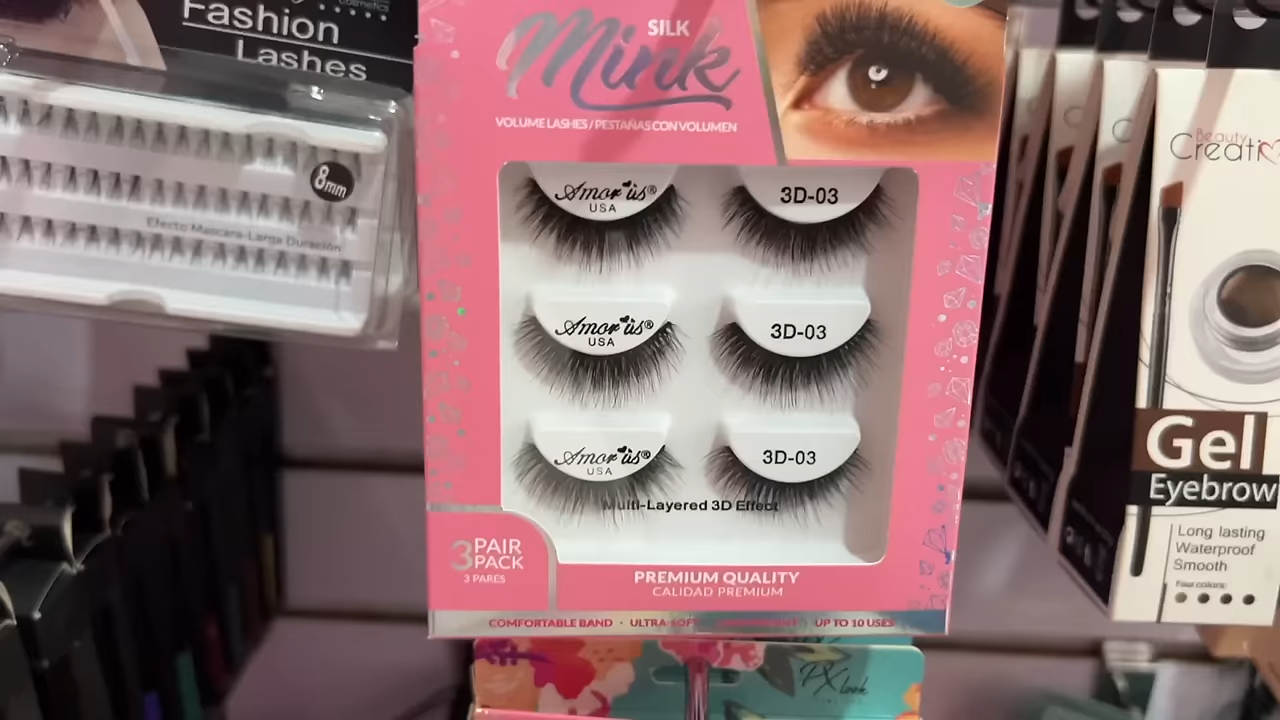 Cosmetics
Fashion
Lashes
8mm
Efecto Mascara-Larga Duración
SILK
Mink
VOLUME LASHES / PESTAÑAS CON VOLUMEN
Amor us®
USA
3D-03
Amor us®
USA
3D-03
Amor us®
USA
3D-03
Multi-Layered 3D Effect
3 PAIR
PACK
3 PARES
PREMIUM QUALITY
CALIDAD PREMIUM
COMFORTABLE BAND · ULTRA-SOFT · UP TO 10 USES
look
Beauty
Creati
Gel
Eyebrow
Long lasting
Waterproof
Smooth
Four colors: